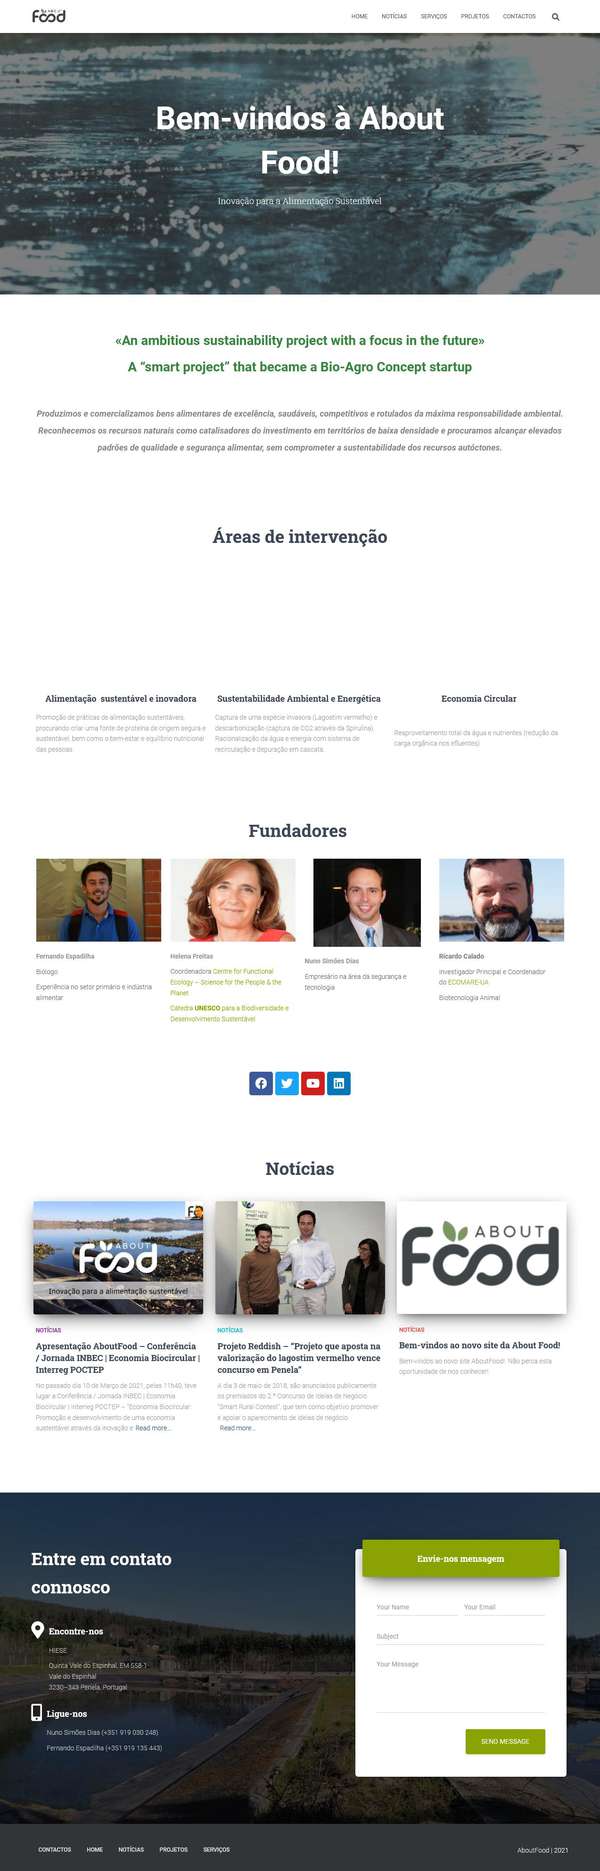 ABOUT
Food
HOME
NOTÍCIAS
SERVIÇOS
PROJETOS
CONTACTOS
Bem-vindos à About
Food!
Inovação para a Alimentação Sustentável
«An ambitious sustainability project with a focus in the future»
A “smart project” that became a Bio-Agro Concept startup
Produzimos e comercializamos bens alimentares de excelência, saudáveis, competitivos e rotulados da máxima responsabilidade ambiental.
Reconhecemos os recursos naturais como catalisadores do investimento em territórios de baixa densidade e procuramos alcançar elevados
padrões de qualidade e segurança alimentar, sem comprometer a sustentabilidade dos recursos autóctones.
Áreas de intervenção
Alimentação sustentável e inovadora
Promoção de práticas de alimentação sustentáveis,
procurando criar uma fonte de proteína de origem segura e
sustentável, bem como o bem-estar e equilíbrio nutricional
das pessoas.
Sustentabilidade Ambiental e Energética
Captura de uma espécie invasora (Lagostim vermelho) e
descarbonização (captura de CO2 através da Spirulina).
Racionalização da água e energia com sistema de
recirculação e depuração em cascata.
Economia Circular
Reaproveitamento total da água e nutrientes (redução da
carga orgânica nos efluentes)
Fundadores
Fernando Espadilha
Biólogo
Experiência no setor primário e indústria
alimentar
Helena Freitas
Coordenadora Centre for Functional
Ecology – Science for the People & the
Planet
Cátedra UNESCO para a Biodiversidade e
Desenvolvimento Sustentável
Nuno Simões Dias
Empresário na área da segurança e
tecnologia
Ricardo Calado
Investigador Principal e Coordenador
do ECOMARE-UA
Biotecnologia Animal
Notícias
ABOUT
Food
Inovação para a alimentação sustentável
NOTÍCIAS
Apresentação AboutFood – Conferência
/ Jornada INBEC | Economia Biocircular |
Interreg POCTEP
No passado dia 10 de Março de 2021, pelas 11h40, teve
lugar a Conferência / Jornada INBEC | Economia
Biocircular | Interreg POCTEP – “Economia Biocircular:
Promoção e desenvolvimento de uma economia
sustentável através da inovação e Read more…
NOTÍCIAS
Projeto Reddish – “Projeto que aposta na
valorização do lagostim vermelho vence
concurso em Penela”
A dia 3 de maio de 2018, são anunciados publicamente
os premiados do 2.º Concurso de Ideias de Negócio
“Smart Rural Contest”, que tem como objetivo promover
e apoiar o aparecimento de ideias de negócio
Read more…
ABOUT
Food
NOTÍCIAS
Bem-vindos ao novo site da About Food!
Bem-vindos ao novo site AboutFood! Não perca esta
oportunidade de nos conhecer!
Entre em contato
connosco
Encontre-nos
HIESE
Quinta Vale do Espinhal, EM 558-1
Vale do Espinhal
3230–343 Penela, Portugal
Ligue-nos
Nuno Simões Dias (+351 919 030 248)
Fernando Espadilha (+351 919 135 443)
Envie-nos mensagem
Your Name
Your Email
Subject
Your Message
SEND MESSAGE
CONTACTOS
HOME
NOTÍCIAS
PROJETOS
SERVIÇOS
AboutFood | 2021